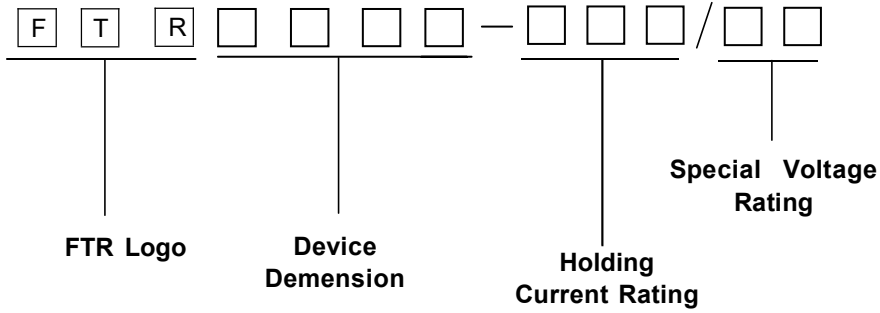 F T R □ □ □ □ — □ □ □ / □ □
Special Voltage
Rating
FTR Logo
Device
Demension
Holding
Current Rating